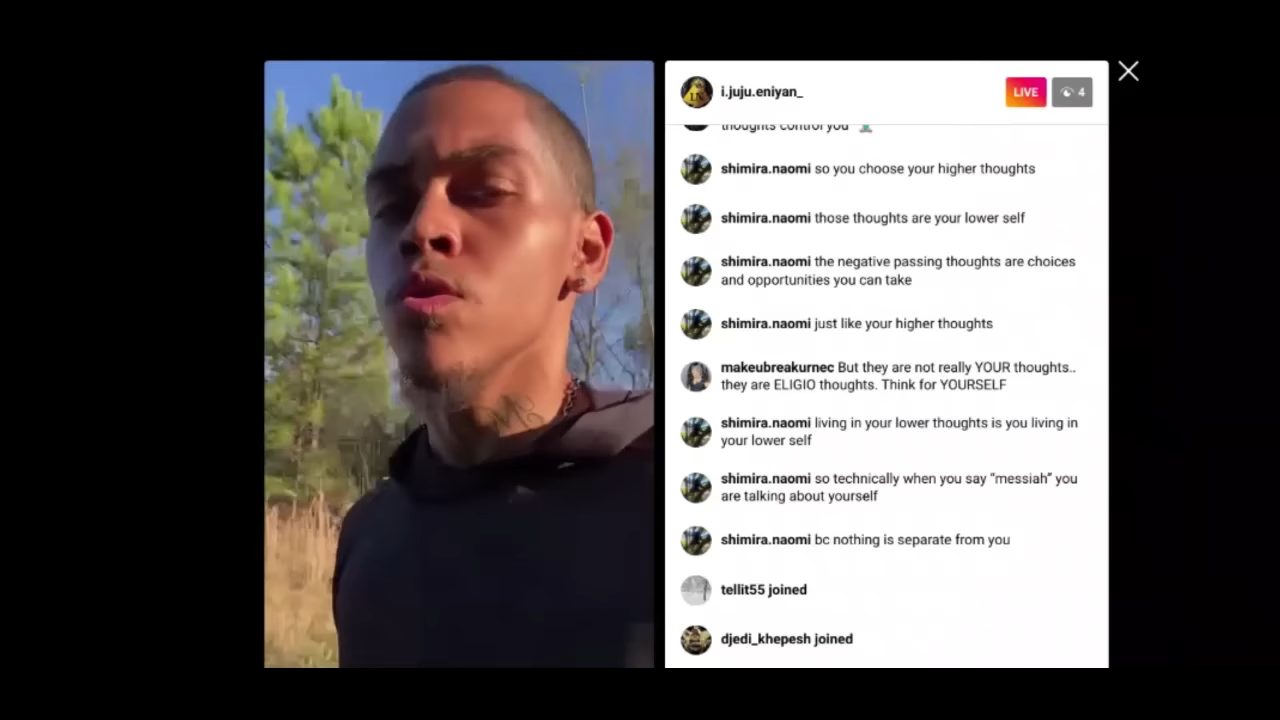 i.juju.eniyan_
LIVE
4
thoughts control you
shimira.naomi so you choose your higher thoughts
shimira.naomi those thoughts are your lower self
shimira.naomi the negative passing thoughts are choices
and opportunities you can take
shimira.naomi just like your higher thoughts
makeubreakurnec But they are not really YOUR thoughts..
they are ELIGIO thoughts. Think for YOURSELF
shimira.naomi living in your lower thoughts is you living in
your lower self
shimira.naomi so technically when you say “messiah” you
are talking about yourself
shimira.naomi bc nothing is separate from you
tellit55 joined
djedi_khepesh joined